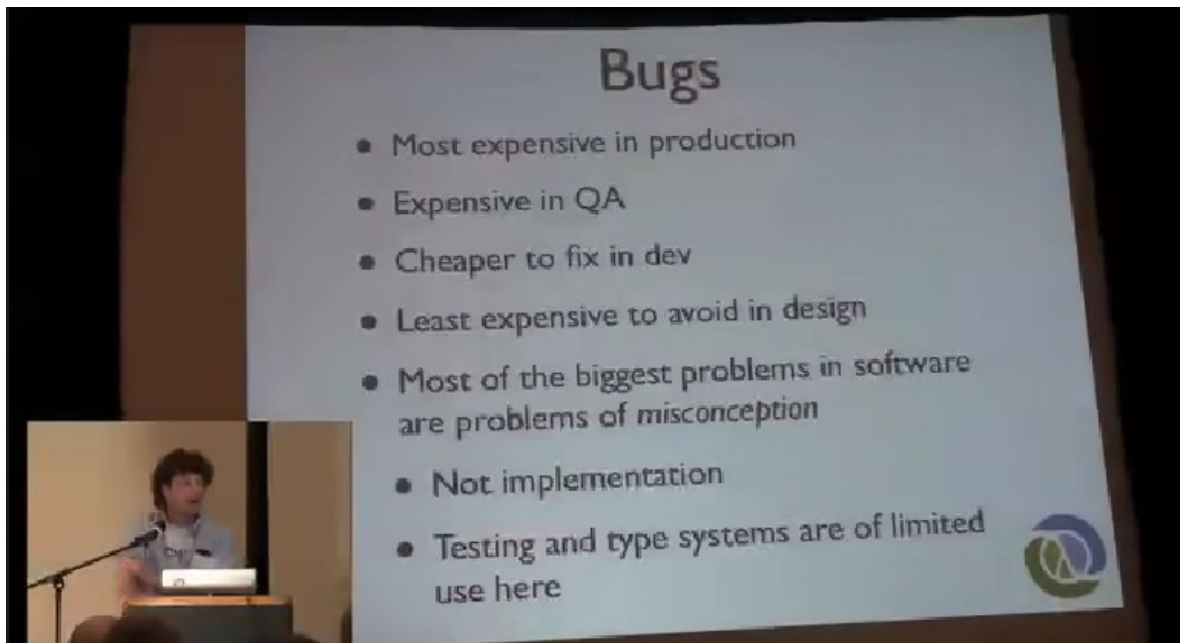 Bugs
• Most expensive in production
• Expensive in QA
• Cheaper to fix in dev
• Least expensive to avoid in design
• Most of the biggest problems in software
are problems of misconception
• Not implementation
• Testing and type systems are of limited
use here